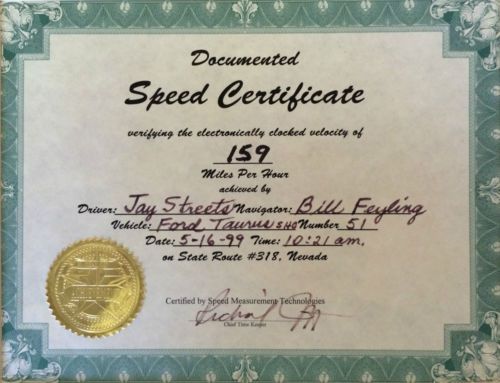 Documented
Speed Certificate
verifying the electronically clocked velocity of
159
Miles Per Hour
achieved by
Driver: Jay Streets Navigator: Bill Feyling
Vehicle: Ford Taurus SHO Number 51
Date: 5-16-99 Time: 10:21 am.
on State Route #318, Nevada
Certified by Speed Measurement Technologies
Chief Time Keeper